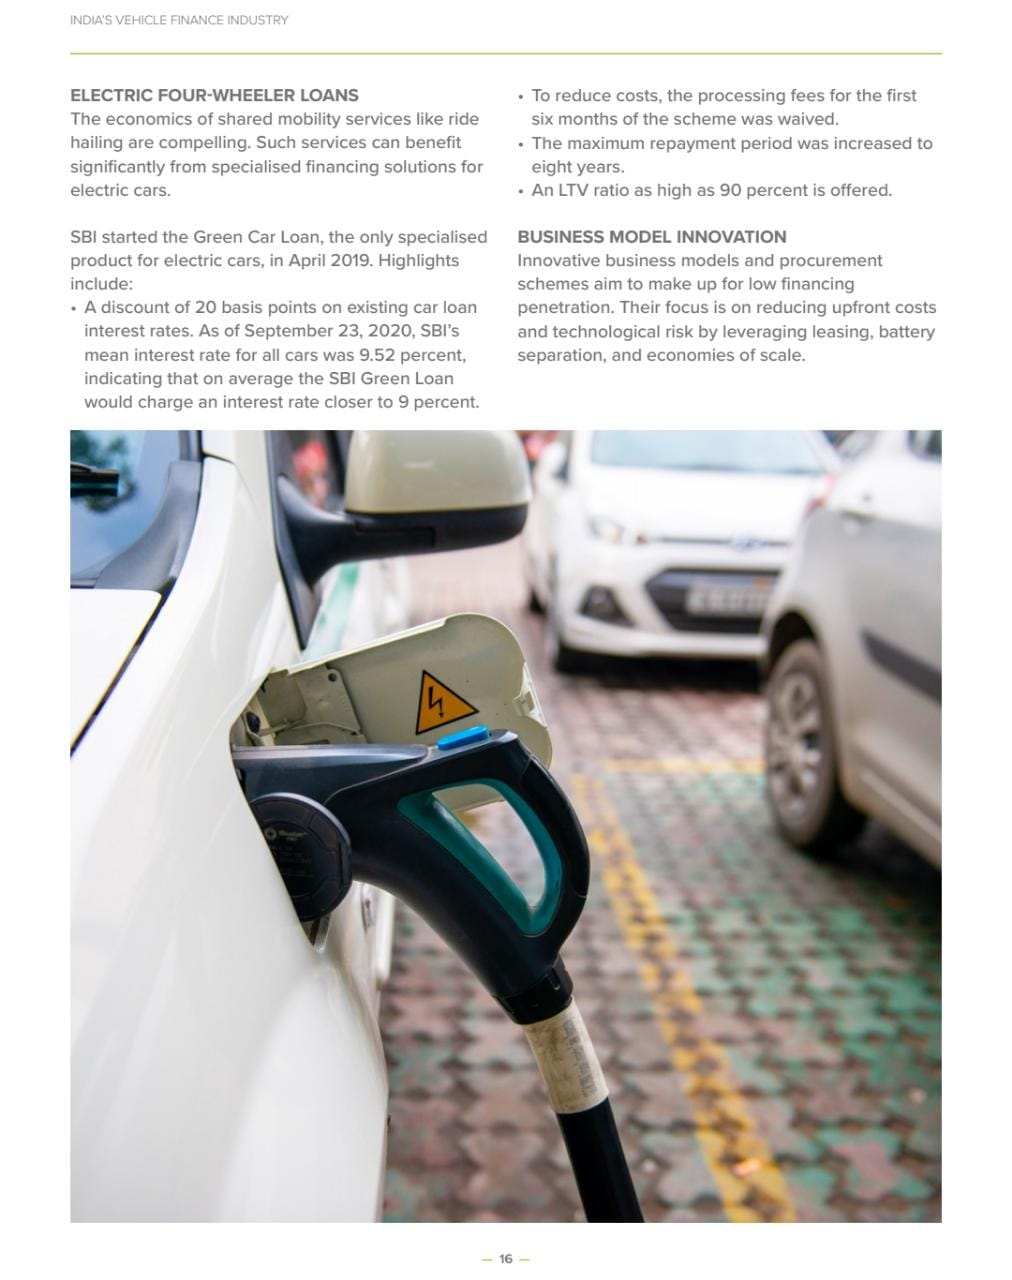 INDIA'S VEHICLE FINANCE INDUSTRY
ELECTRIC FOUR-WHEELER LOANS
The economics of shared mobility services like ride
hailing are compelling. Such services can benefit
significantly from specialised financing solutions for
electric cars.
SBI started the Green Car Loan, the only specialised
product for electric cars, in April 2019. Highlights
include:
• A discount of 20 basis points on existing car loan
interest rates. As of September 23, 2020, SBI's
mean interest rate for all cars was 9.52 percent,
indicating that on average the SBI Green Loan
would charge an interest rate closer to 9 percent.
• To reduce costs, the processing fees for the first
six months of the scheme was waived.
• The maximum repayment period was increased to
eight years.
• An LTV ratio as high as 90 percent is offered.
BUSINESS MODEL INNOVATION
Innovative business models and procurement
schemes aim to make up for low financing
penetration. Their focus is on reducing upfront costs
and technological risk by leveraging leasing, battery
separation, and economies of scale.
— 16 —